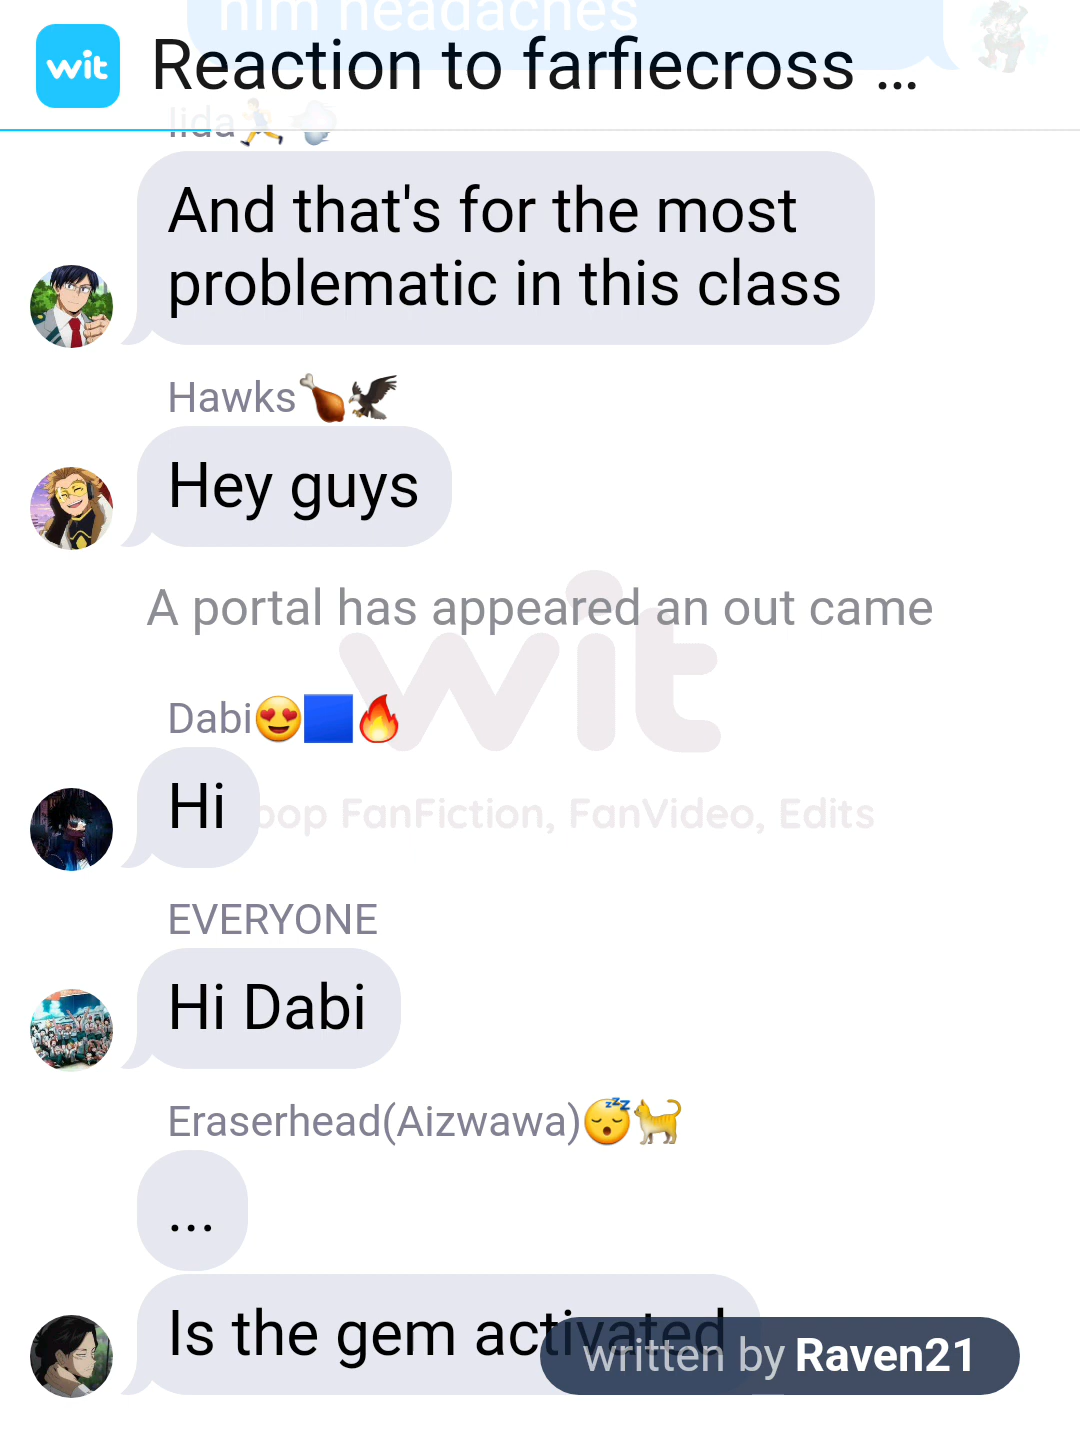 him headaches
wit
Reaction to farfiecross ...
Iida🏃💨
And that's for the most
problematic in this class
Hawks🍗🦅
Hey guys
A portal has appeared an out came
wit
Dabi😍🟦🔥
Hi
oop FanFiction, FanVideo, Edits
EVERYONE
Hi Dabi
Eraserhead(Aizwawa)😴🐈
...
Is the gem activated
written by Raven21